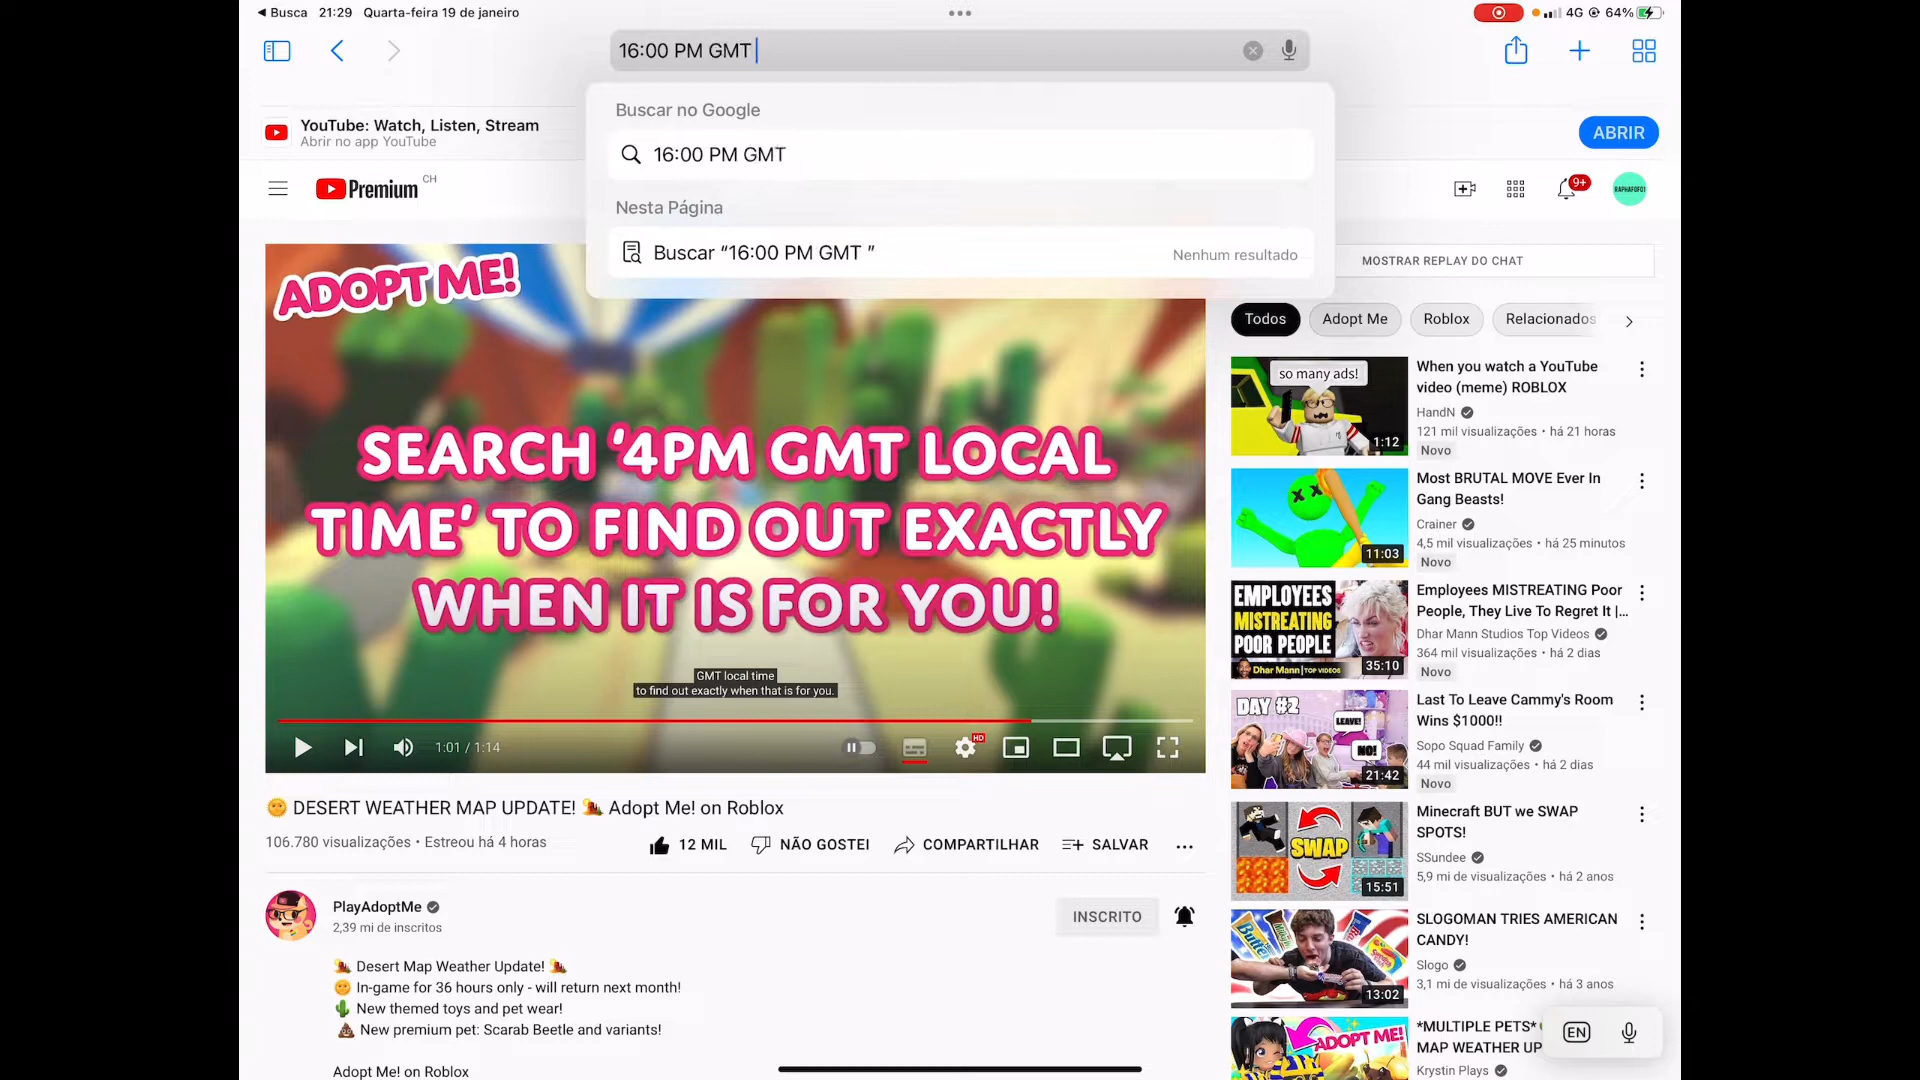 Busca 21:29 Quarta-feira 19 de janeiro
4G 64%
16:00 PM GMT
Buscar no Google
16:00 PM GMT
Nesta Página
Buscar “16:00 PM GMT ”
Nenhum resultado
YouTube: Watch, Listen, Stream
Abrir no app YouTube
ABRIR
Premium CH
9+
RAPHAFOFO!
ADOPT ME!
SEARCH '4PM GMT LOCAL
TIME' TO FIND OUT EXACTLY
WHEN IT IS FOR YOU!
GMT local time
to find out exactly when that is for you.
1:01 / 1:14
HD
DESERT WEATHER MAP UPDATE! Adopt Me! on Roblox
106.780 visualizações • Estreou há 4 horas
12 MIL
NÃO GOSTEI
COMPARTILHAR
SALVAR
PlayAdoptMe
2,39 mi de inscritos
INSCRITO
Desert Map Weather Update!
In-game for 36 hours only - will return next month!
New themed toys and pet wear!
New premium pet: Scarab Beetle and variants!
Adopt Me! on Roblox
MOSTRAR REPLAY DO CHAT
Todos
Adopt Me
Roblox
Relacionados
so many ads!
1:12
When you watch a YouTube
video (meme) ROBLOX
HandN
121 mil visualizações • há 21 horas
Novo
11:03
Most BRUTAL MOVE Ever In
Gang Beasts!
Crainer
4,5 mil visualizações • há 25 minutos
Novo
EMPLOYEES
MISTREATING
POOR PEOPLE
Dhar Mann | TOP VIDEOS
35:10
Employees MISTREATING Poor
People, They Live To Regret It |...
Dhar Mann Studios Top Videos
364 mil visualizações • há 2 dias
Novo
DAY #2
LEAVE!
NO!
21:42
Last To Leave Cammy's Room
Wins $1000!!
Sopo Squad Family
44 mil visualizações • há 2 dias
Novo
SWAP
15:51
Minecraft BUT we SWAP
SPOTS!
SSundee
5,9 mi de visualizações • há 2 anos
13:02
SLOGOMAN TRIES AMERICAN
CANDY!
Slogo
3,1 mi de visualizações • há 3 anos
ADOPT ME!
*MULTIPLE PETS*
MAP WEATHER UP
Krystin Plays
EN